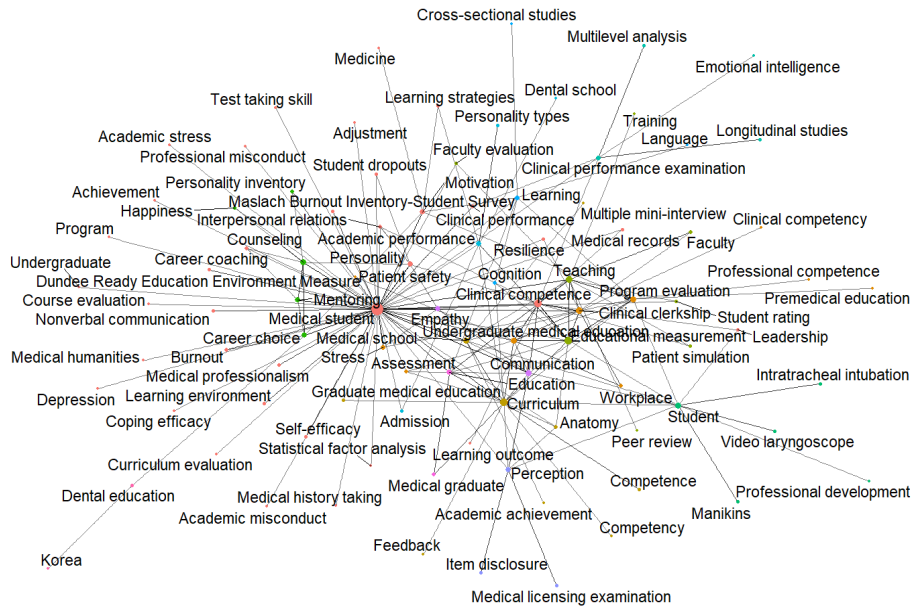 Cross-sectional studies
Multilevel analysis
Medicine
Emotional intelligence
Dental school
Test taking skill
Learning strategies
Personality types
Training
Academic stress
Adjustment
Longitudinal studies
Language
Faculty evaluation
Professional misconduct
Student dropouts
Clinical performance examination
Personality inventory
Motivation
Achievement
Learning
Maslach Burnout Inventory-Student Survey
Happiness
Interpersonal relations
Clinical performance
Multiple mini-interview
Clinical competency
Program
Counseling
Academic performance
Resilience
Medical records
Faculty
Career coaching
Personality
Undergraduate
Patient safety
Cognition
Teaching
Professional competence
Dundee Ready Education Environment Measure
Program evaluation
Course evaluation
Mentoring
Clinical competence
Premedical education
Nonverbal communication
Medical student
Empathy
Clinical clerkship
Student rating
Career choice
Medical school
Undergraduate medical education
Educational measurement
Leadership
Medical humanities
Burnout
Stress
Assessment
Communication
Patient simulation
Medical professionalism
Education
Intratracheal intubation
Depression
Learning environment
Graduate medical education
Curriculum
Workplace
Coping efficacy
Admission
Student
Self-efficacy
Anatomy
Peer review
Video laryngoscope
Statistical factor analysis
Learning outcome
Curriculum evaluation
Perception
Medical graduate
Competence
Professional development
Dental education
Medical history taking
Academic misconduct
Academic achievement
Manikins
Competency
Feedback
Korea
Item disclosure
Medical licensing examination